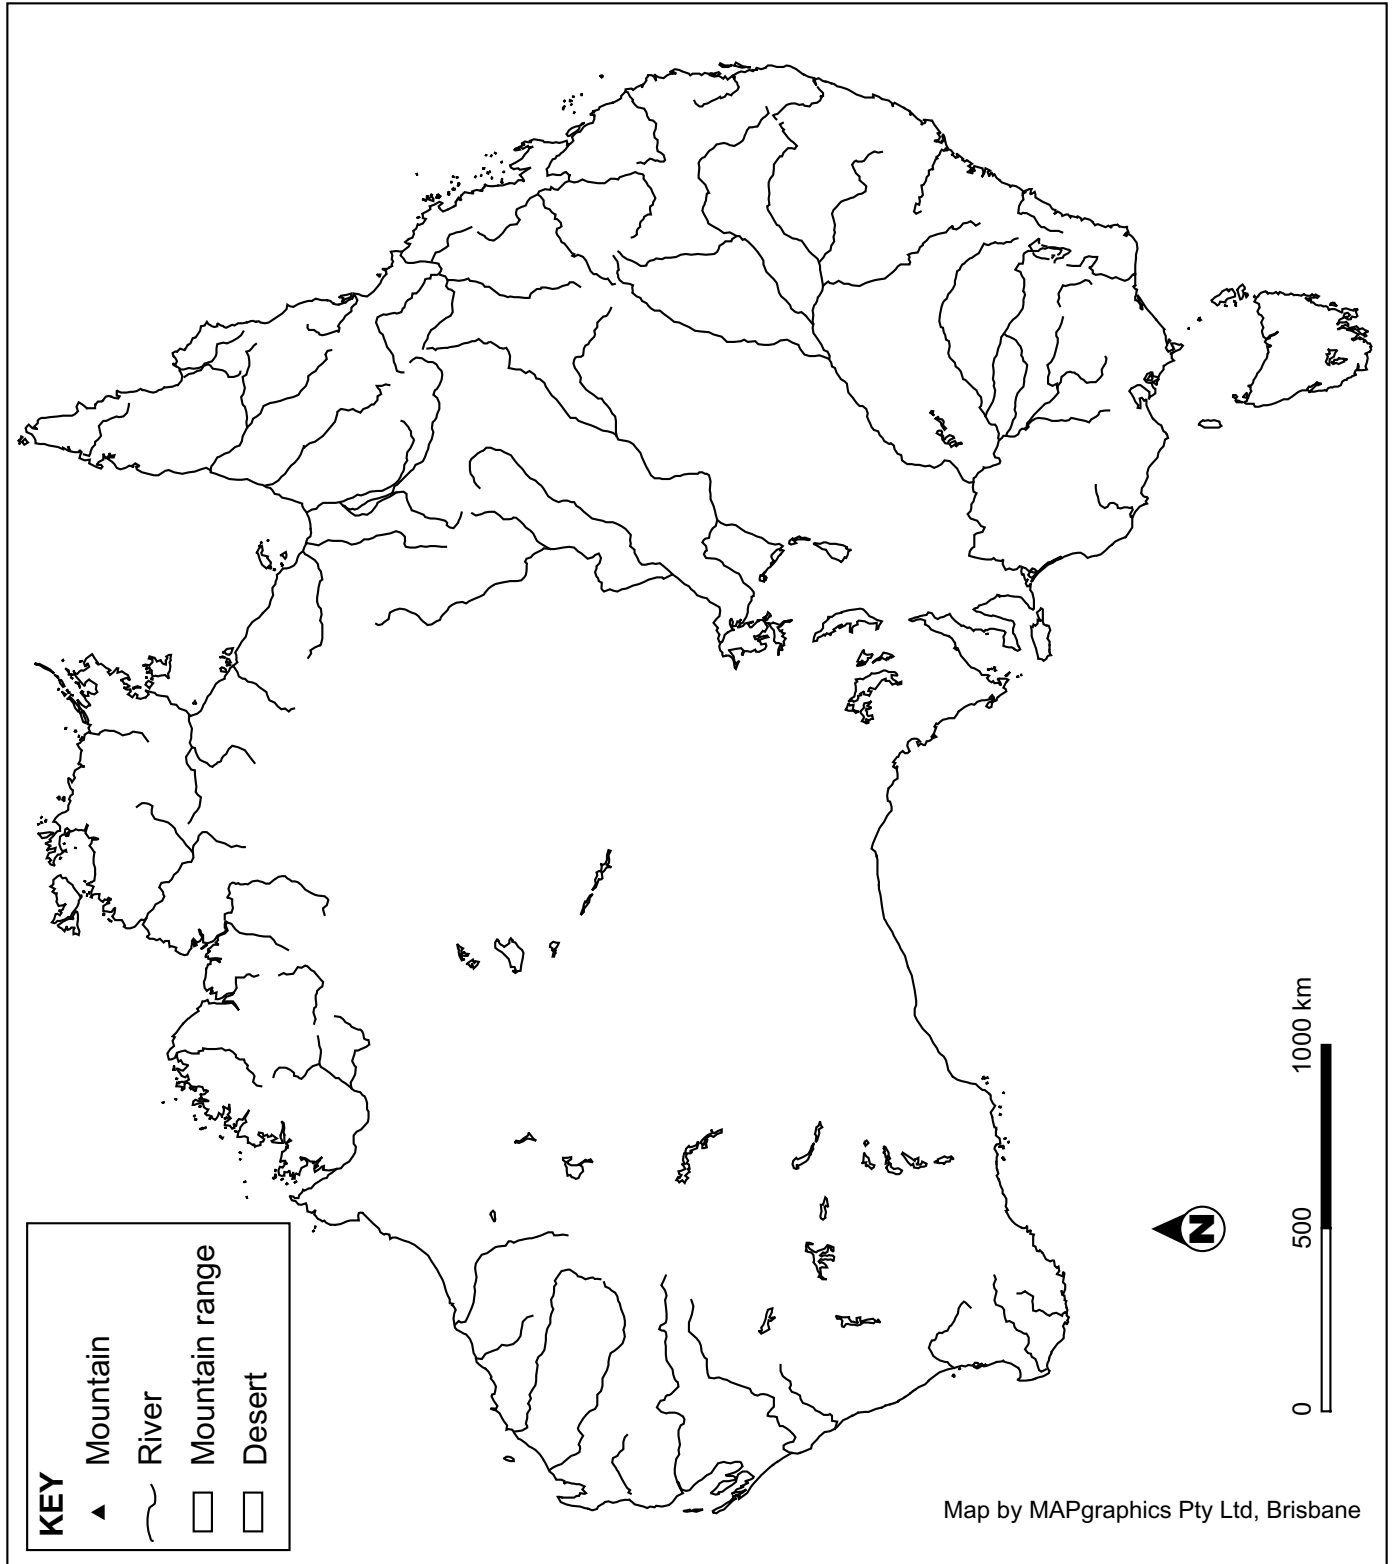 KEY
Mountain
River
Mountain range
Desert
N
0 500 1000 km
Map by MAPgraphics Pty Ltd, Brisbane